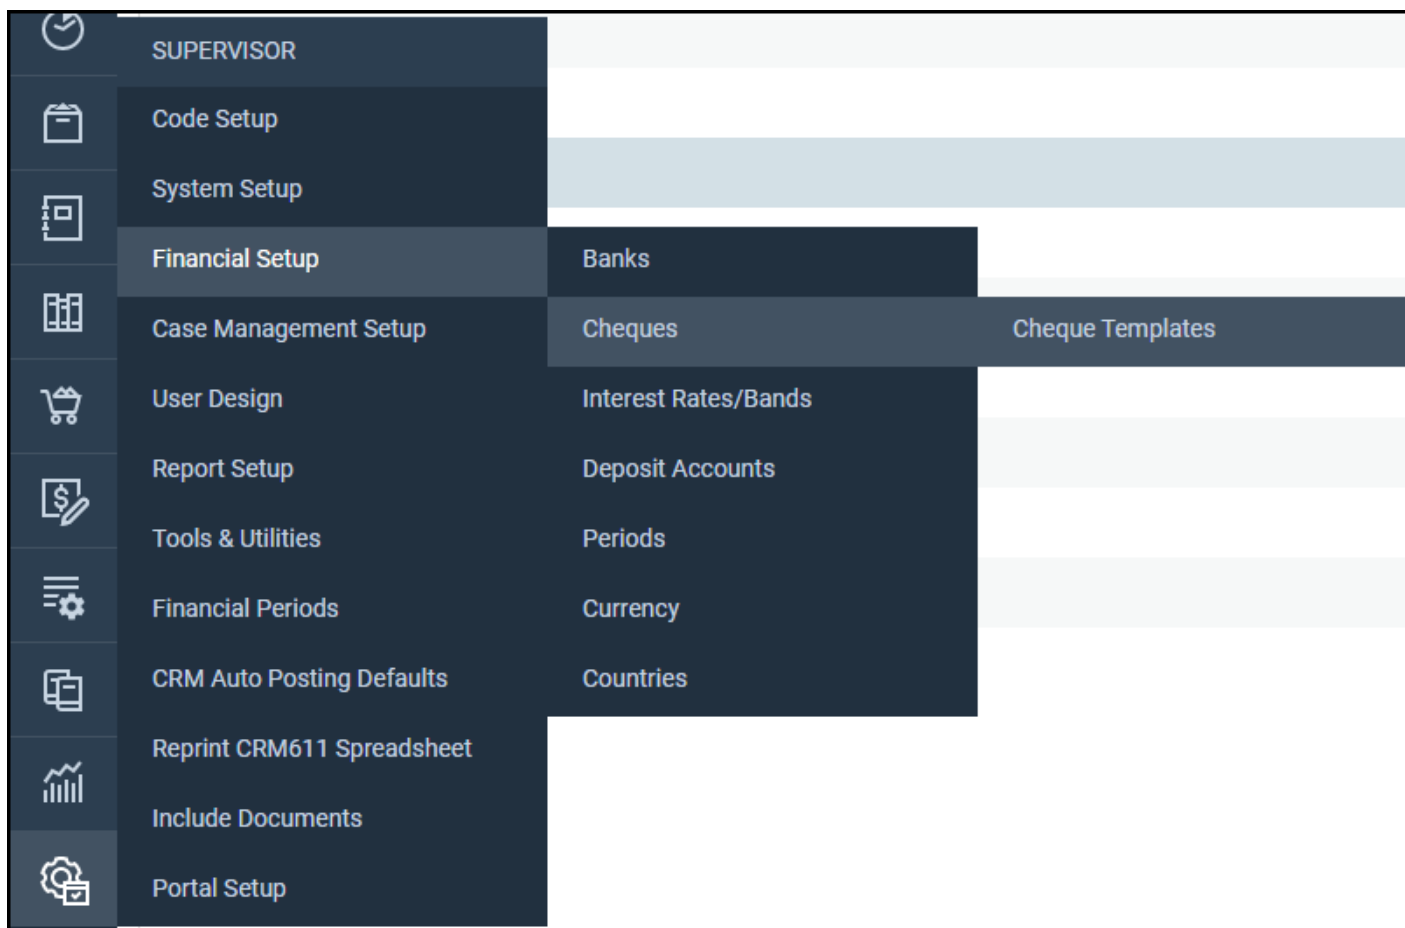 SUPERVISOR
Code Setup
System Setup
Financial Setup
Case Management Setup
User Design
Report Setup
Tools & Utilities
Financial Periods
CRM Auto Posting Defaults
Reprint CRM611 Spreadsheet
Include Documents
Portal Setup
Banks
Cheques
Interest Rates/Bands
Deposit Accounts
Periods
Currency
Countries
Cheque Templates